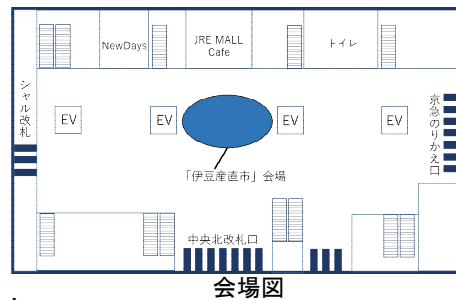 NewDays
JRE MALL
Cafe
トイレ
シャル改札
EV
EV
EV
EV
京急のりかえ口
「伊豆産直市」会場
中央北改札口
会場図